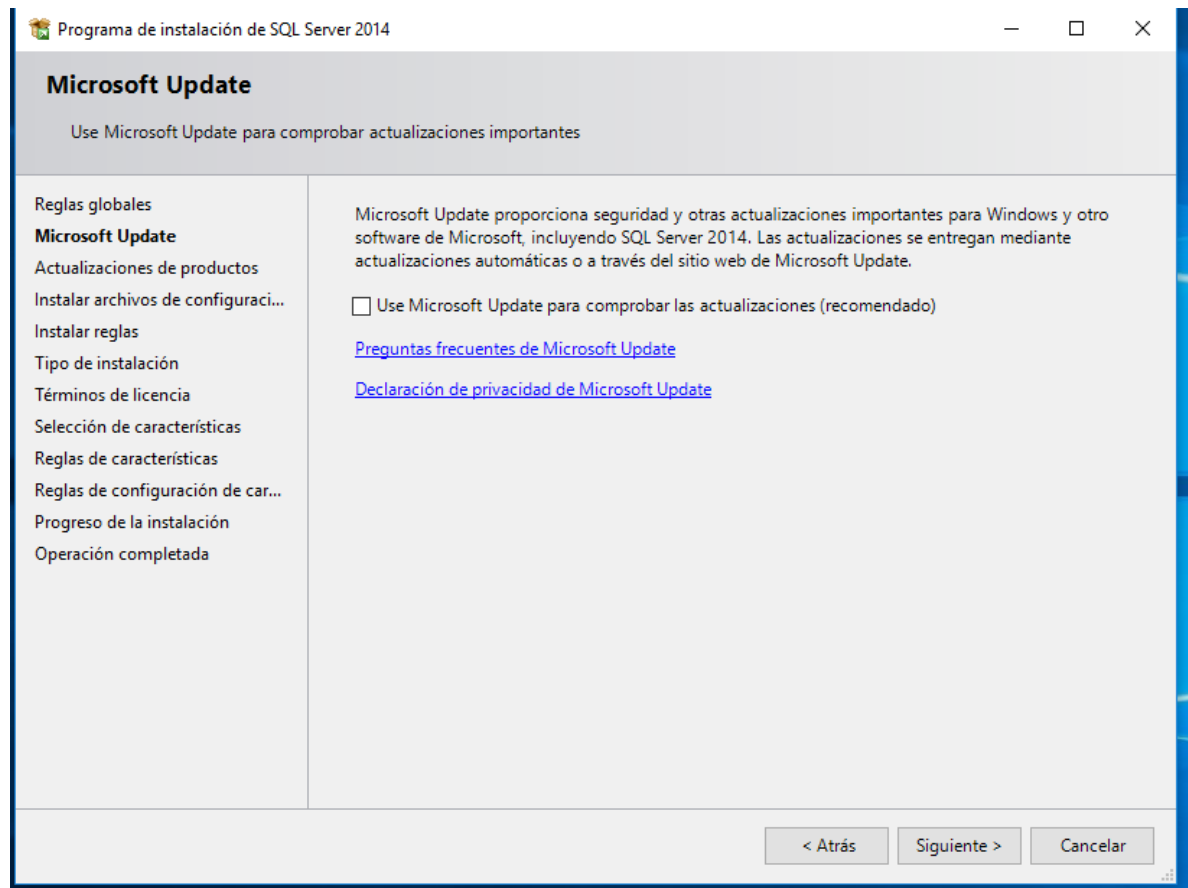 Programa de instalación de SQL Server 2014
Microsoft Update
Use Microsoft Update para comprobar actualizaciones importantes
Reglas globales
Microsoft Update
Actualizaciones de productos
Instalar archivos de configuraci...
Instalar reglas
Tipo de instalación
Términos de licencia
Selección de características
Reglas de características
Reglas de configuración de car...
Progreso de la instalación
Operación completada
Microsoft Update proporciona seguridad y otras actualizaciones importantes para Windows y otro
software de Microsoft, incluyendo SQL Server 2014. Las actualizaciones se entregan mediante
actualizaciones automáticas o a través del sitio web de Microsoft Update.
Use Microsoft Update para comprobar las actualizaciones (recomendado)
Preguntas frecuentes de Microsoft Update
Declaración de privacidad de Microsoft Update
< Atrás
Siguiente >
Cancelar